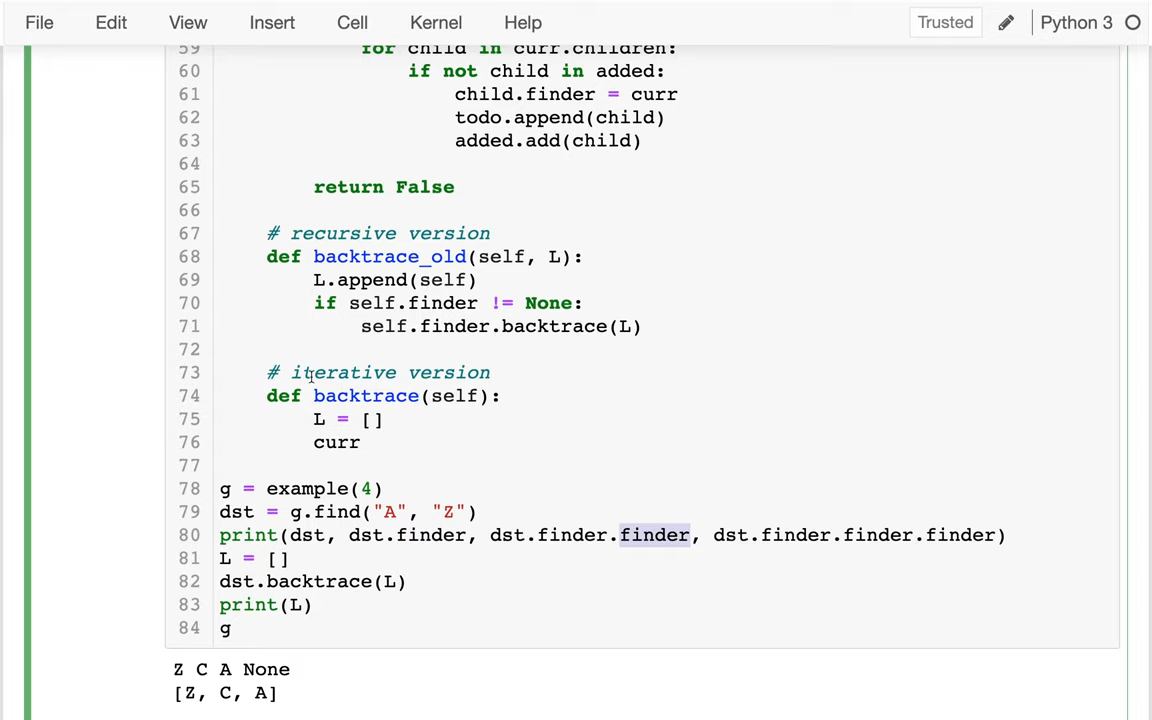 File Edit View Insert Cell Kernel Help Trusted Python 3
59 for child in curr.children:
60 if not child in added:
61 child.finder = curr
62 todo.append(child)
63 added.add(child)
64
65 return False
66
67 # recursive version
68 def backtrace_old(self, L):
69 L.append(self)
70 if self.finder != None:
71 self.finder.backtrace(L)
72
73 # iterative version
74 def backtrace(self):
75 L = []
76 curr
77
78 g = example(4)
79 dst = g.find("A", "Z")
80 print(dst, dst.finder, dst.finder.finder, dst.finder.finder.finder)
81 L = []
82 dst.backtrace(L)
83 print(L)
84 g
Z C A None
[Z, C, A]